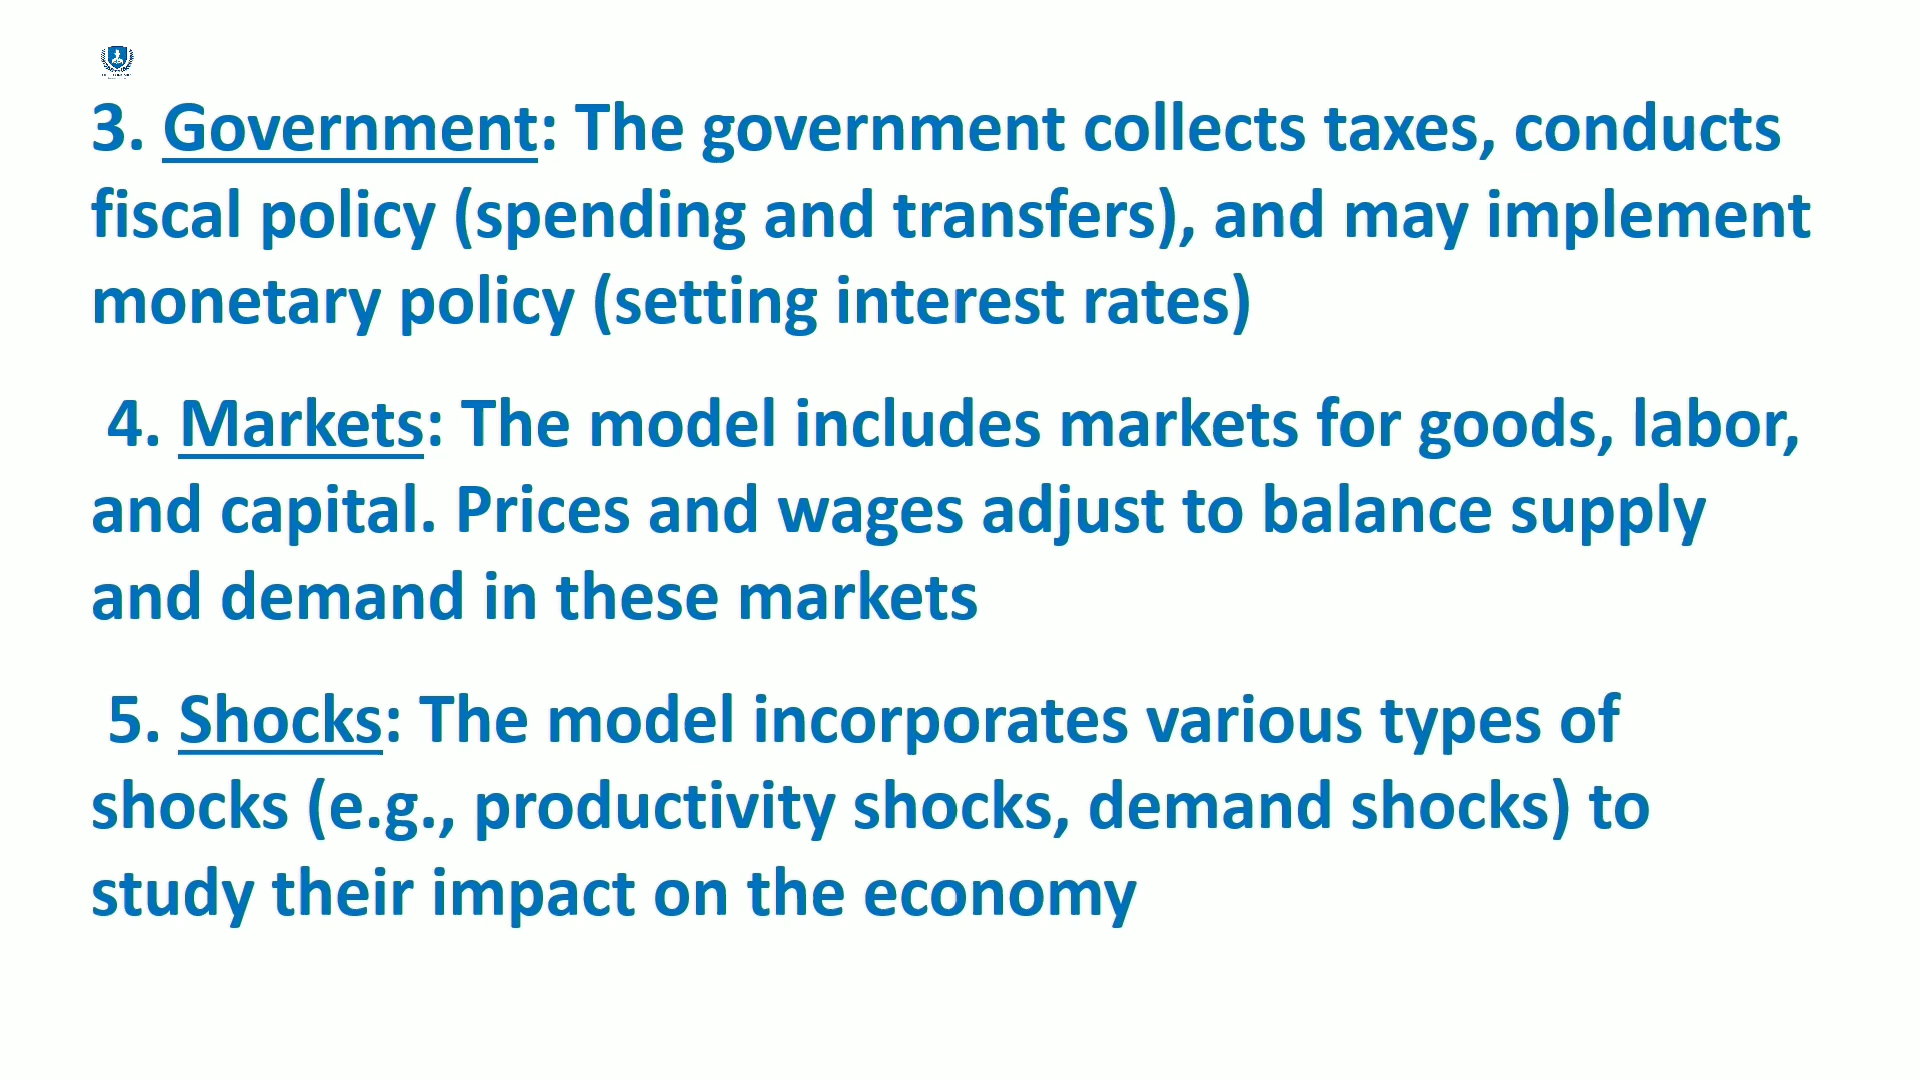 3. Government: The government collects taxes, conducts
fiscal policy (spending and transfers), and may implement
monetary policy (setting interest rates)
4. Markets: The model includes markets for goods, labor,
and capital. Prices and wages adjust to balance supply
and demand in these markets
5. Shocks: The model incorporates various types of
shocks (e.g., productivity shocks, demand shocks) to
study their impact on the economy